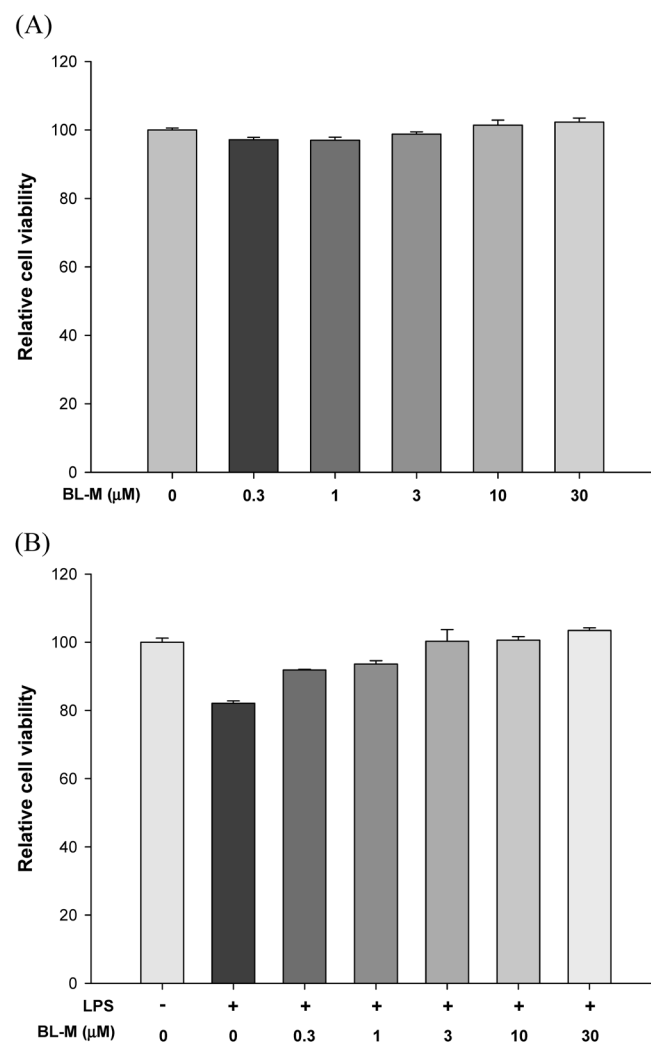 (A)
120
100
80
60
40
20
0
Relative cell viability
BL-M (μM) 0 0.3 1 3 10 30
(B)
120
100
80
60
40
20
0
Relative cell viability
LPS - + + + + + +
BL-M (μM) 0 0 0.3 1 3 10 30